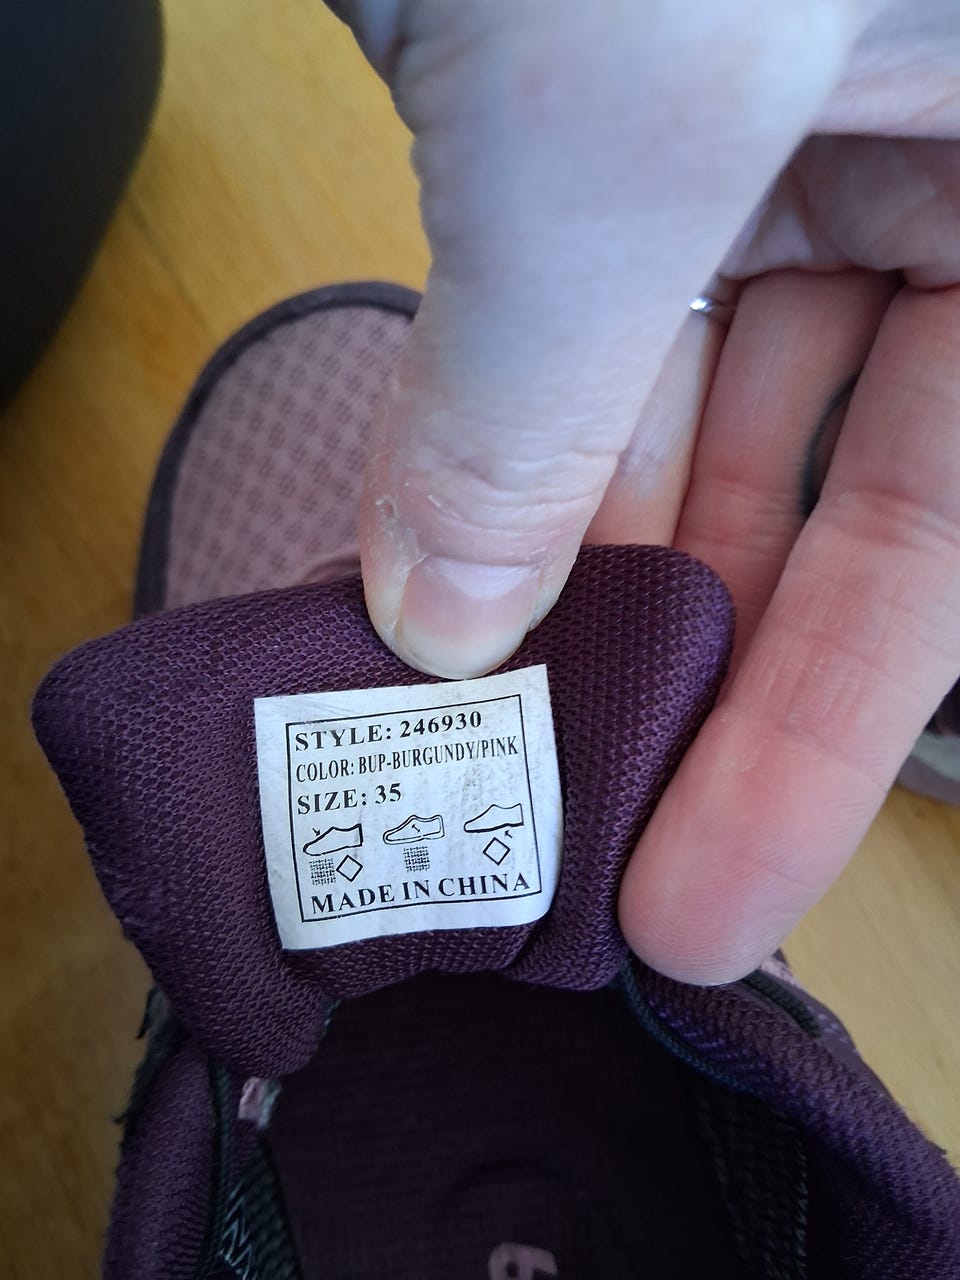 STYLE: 246930
COLOR: BUP-BURGUNDY/PINK
SIZE: 35
MADE IN CHINA